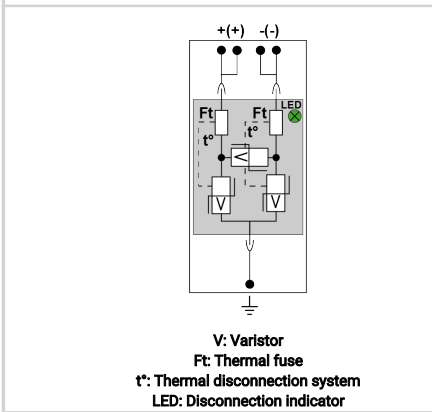 +(+) -(-)
Ft Ft LED
t° t°
V
V V
V: Varistor
Ft: Thermal fuse
t°: Thermal disconnection system
LED: Disconnection indicator